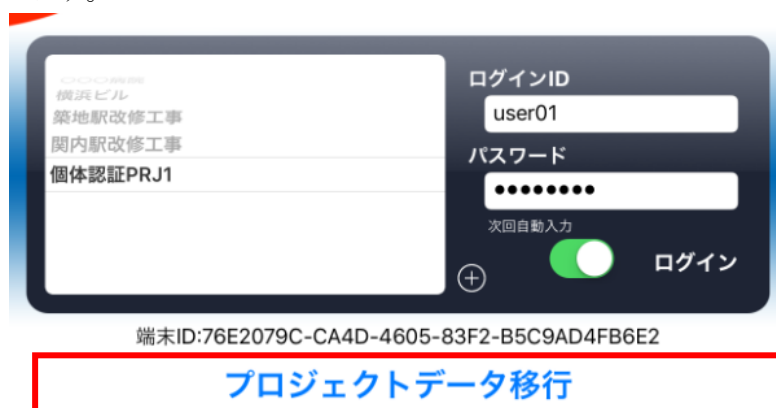 横浜ビル
築地駅改修工事
関内駅改修工事
個体認証PRJ1
ログインID
user01
パスワード
●●●●●●●●
次回自動入力
ログイン
端末ID:76E2079C-CA4D-4605-83F2-B5C9AD4FB6E2
プロジェクトデータ移行